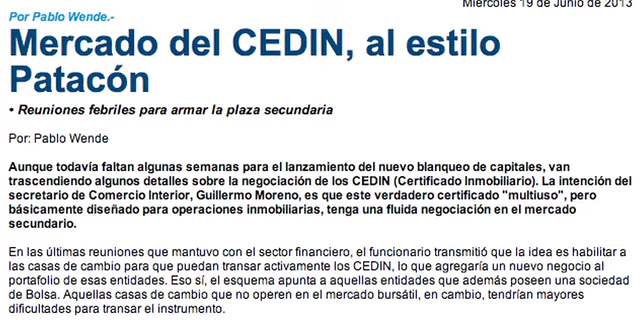 Miércoles 19 de Junio de 2013
Por Pablo Wende.-
Mercado del CEDIN, al estilo
Patacón
• Reuniones febriles para armar la plaza secundaria
Por: Pablo Wende
Aunque todavía faltan algunas semanas para el lanzamiento del nuevo blanqueo de capitales, van
trascendiendo algunos detalles sobre la negociación de los CEDIN (Certificado Inmobiliario). La intención del
secretario de Comercio Interior, Guillermo Moreno, es que este verdadero certificado "multiuso", pero
básicamente diseñado para operaciones inmobiliarias, tenga una fluida negociación en el mercado
secundario.
En las últimas reuniones que mantuvo con el sector financiero, el funcionario transmitió que la idea es habilitar a
las casas de cambio para que puedan transar activamente los CEDIN, lo que agregaría un nuevo negocio al
portafolio de esas entidades. Eso sí, el esquema apunta a aquellas entidades que además poseen una sociedad
de Bolsa. Aquellas casas de cambio que no operen en el mercado bursátil, en cambio, tendrían mayores
dificultades para transar el instrumento.